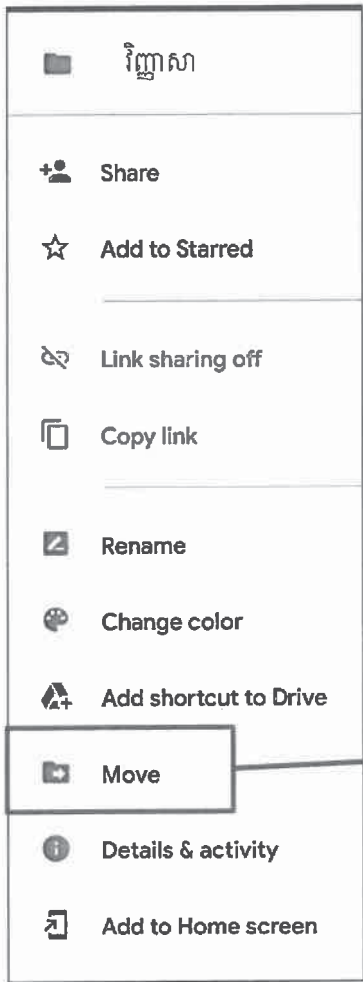 វិញ្ញាសា
Share
Add to Starred
Link sharing off
Copy link
Rename
Change color
Add shortcut to Drive
Move
Details & activity
Add to Home screen